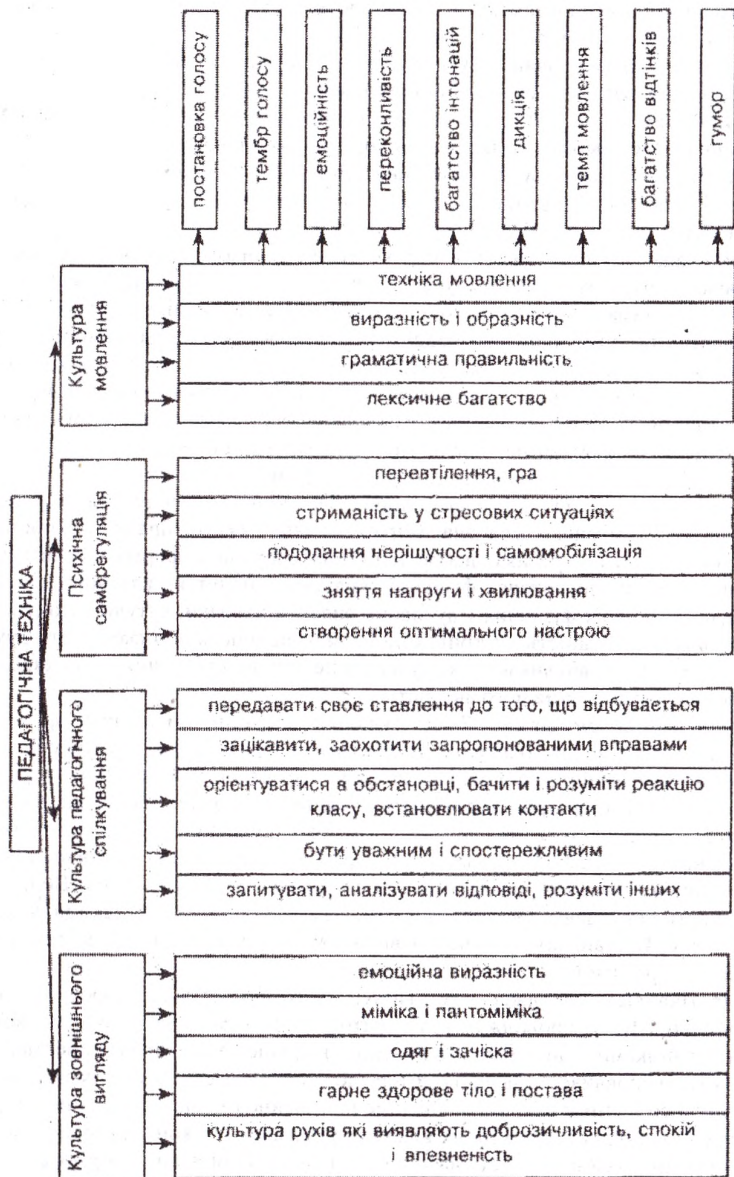 постановка голосу
тембр голосу
емоційність
переконливість
багатство інтонацій
дикція
темп мовлення
багатство відтінків
гумор
ПЕДАГОГІЧНА ТЕХНІКА
Культура
мовлення
техніка мовлення
виразність і образність
граматична правильність
лексичне багатство
Психічна
саморегуляція
перевтілення, гра
стриманість у стресових ситуаціях
подолання нерішучості і самомобілізація
зняття напруги і хвилювання
створення оптимального настрою
Культура педагогічного
спілкування
передавати своє ставлення до того, що відбувається
зацікавити, заохотити запропонованими вправами
орієнтуватися в обстановці, бачити і розуміти реакцію
класу, встановлювати контакти
бути уважним і спостережливим
запитувати, аналізувати відповіді, розуміти інших
Культура зовнішнього
вигляду
емоційна виразність
міміка і пантоміміка
одяг і зачіска
гарне здорове тіло і постава
культура рухів які виявляють доброзичливість, спокій
і впевненість